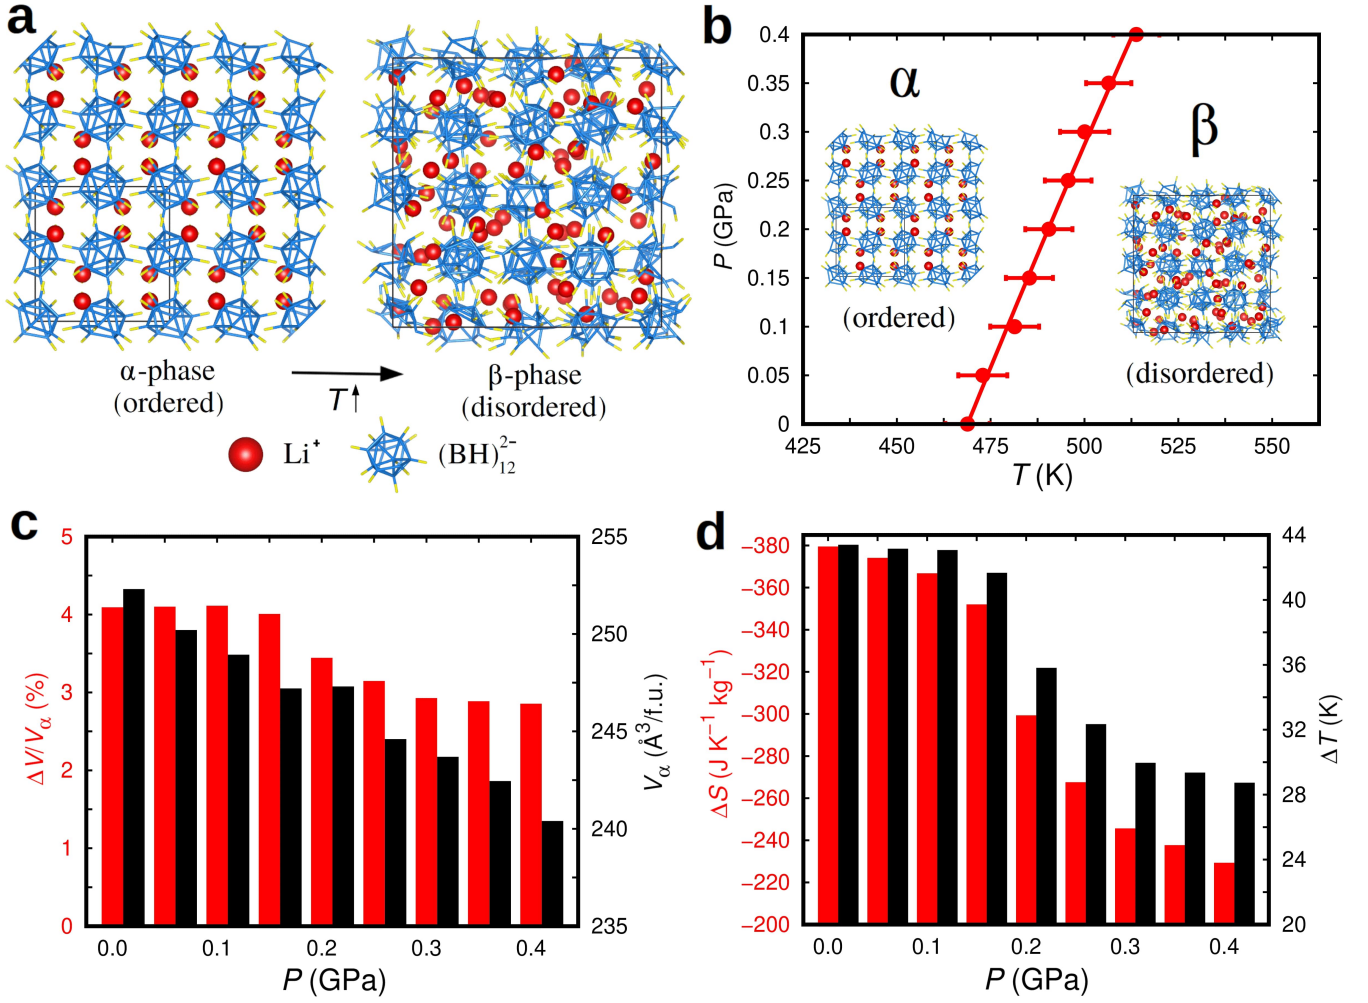 a
α-phase
(ordered)
T↑
β-phase
(disordered)
Li⁺
(BH)₁₂²⁻
b
P (GPa)
0.4
0.35
0.3
0.25
0.2
0.15
0.1
0.05
0
α
(ordered)
β
(disordered)
425 450 475 500 525 550
T (K)
c
ΔV/Vα (%)
5
4
3
2
1
0
255
250
245
240
235
Vα (Å³/f.u.)
0.0 0.1 0.2 0.3 0.4
P (GPa)
d
ΔS (J K⁻¹ kg⁻¹)
−380
−360
−340
−320
−300
−280
−260
−240
−220
−200
44
40
36
32
28
24
20
ΔT (K)
0.0 0.1 0.2 0.3 0.4
P (GPa)